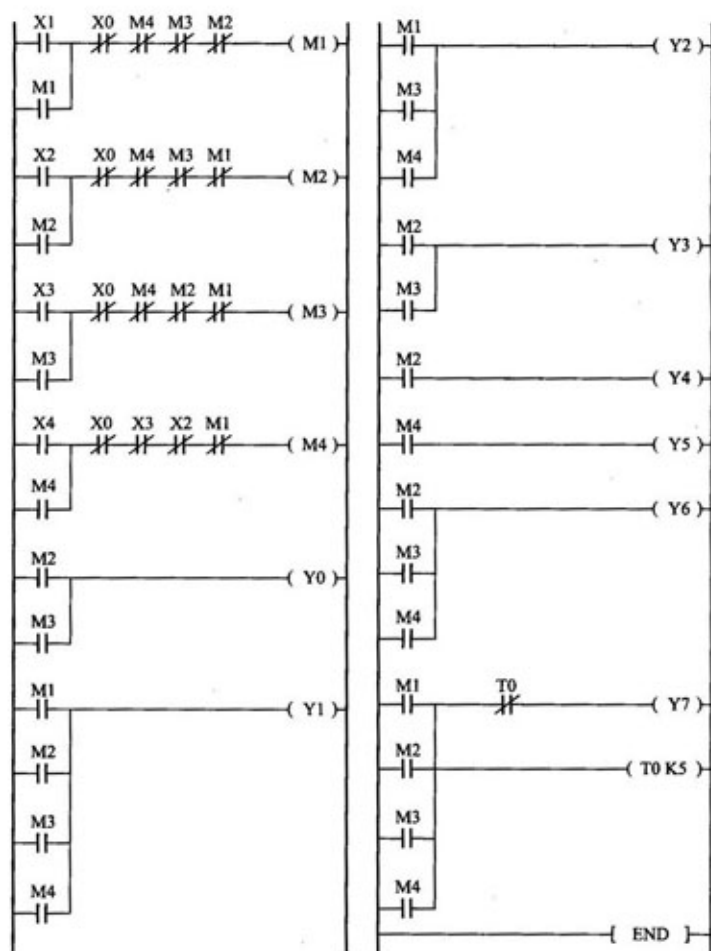 X1 X0 M4 M3 M2
( M1 )
M1
X2 X0 M4 M3 M1
( M2 )
M2
X3 X0 M4 M2 M1
( M3 )
M3
X4 X0 X3 X2 M1
( M4 )
M4
M2
( Y0 )
M3
M1
( Y1 )
M2
M3
M4
M1
( Y2 )
M3
M4
M2
( Y3 )
M3
M2
( Y4 )
M4
( Y5 )
M2
( Y6 )
M3
M4
M1 T0
( Y7 )
M2
( T0 K5 )
M3
M4
[ END ]